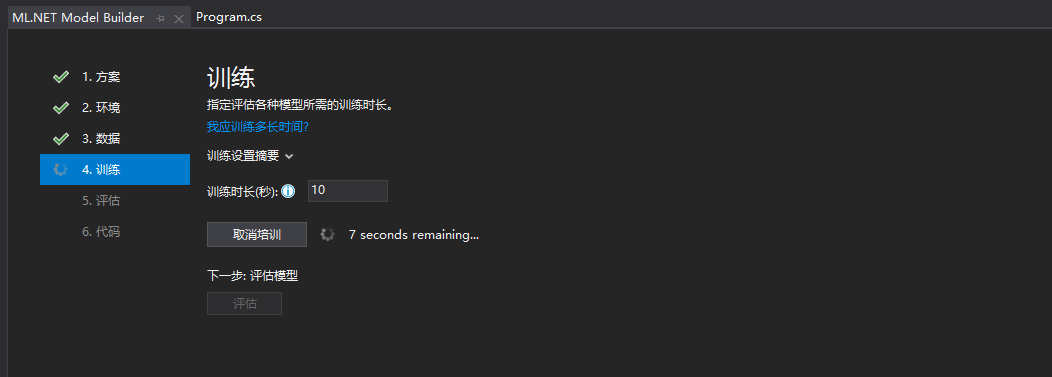 ML.NET Model Builder
Program.cs
1. 方案
2. 环境
3. 数据
4. 训练
5. 评估
6. 代码
训练
指定评估各种模型所需的训练时长。
我应训练多长时间?
训练设置摘要
训练时长(秒): 10
取消培训 7 seconds remaining...
下一步: 评估模型
评估